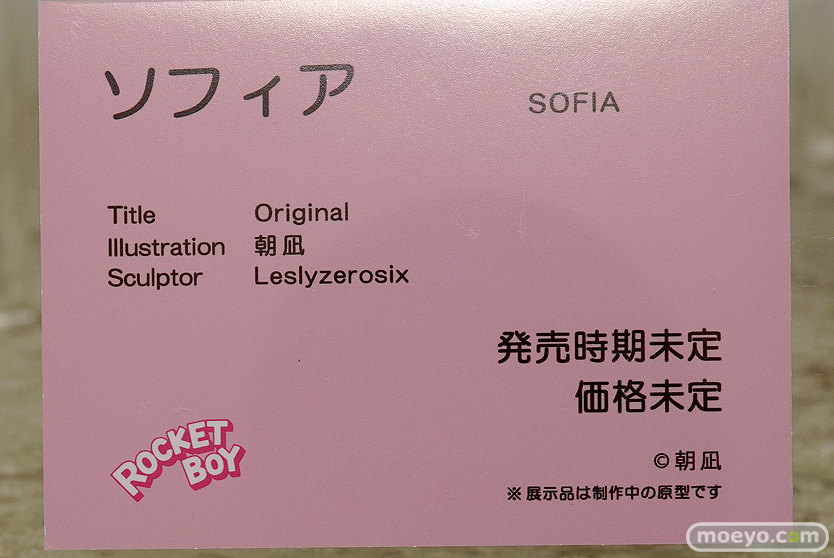 ソフィア SOFIA
Title Original
Illustration 朝凪
Sculptor Leslyzerosix
発売時期未定
価格未定
ROCKET
BOY
©朝凪
※展示品は制作中の原型です
moeyo.com